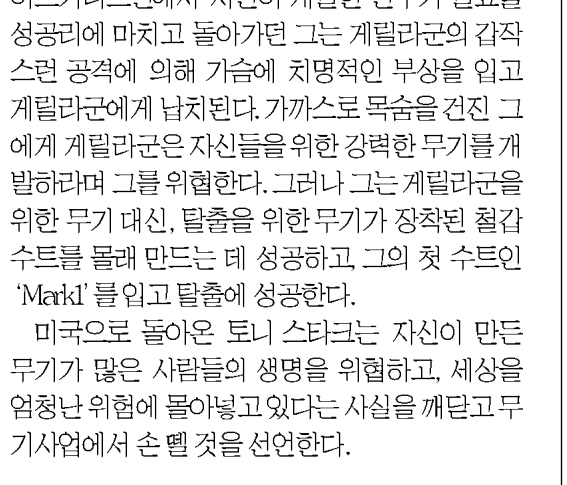 성공리에 마치고 돌아가던 그는 게릴라군의 갑작
스런 공격에 의해 가슴에 치명적인 부상을 입고
게릴라군에게 납치된다. 가까스로 목숨을 건진 그
에게 게릴라군은 자신들을 위한 강력한 무기를 개
발하라며 그를 위협한다. 그러나 그는 게릴라군을
위한 무기 대신, 탈출을 위한 무기가 장착된 철갑
수트를 몰래 만드는 데 성공하고, 그의 첫 수트인
‘Mark1’를 입고 탈출에 성공한다.
미국으로 돌아온 토니 스타크는 자신이 만든
무기가 많은 사람들의 생명을 위협하고, 세상을
엄청난 위험에 몰아넣고 있다는 사실을 깨닫고 무
기사업에서 손 뗄 것을 선언한다.